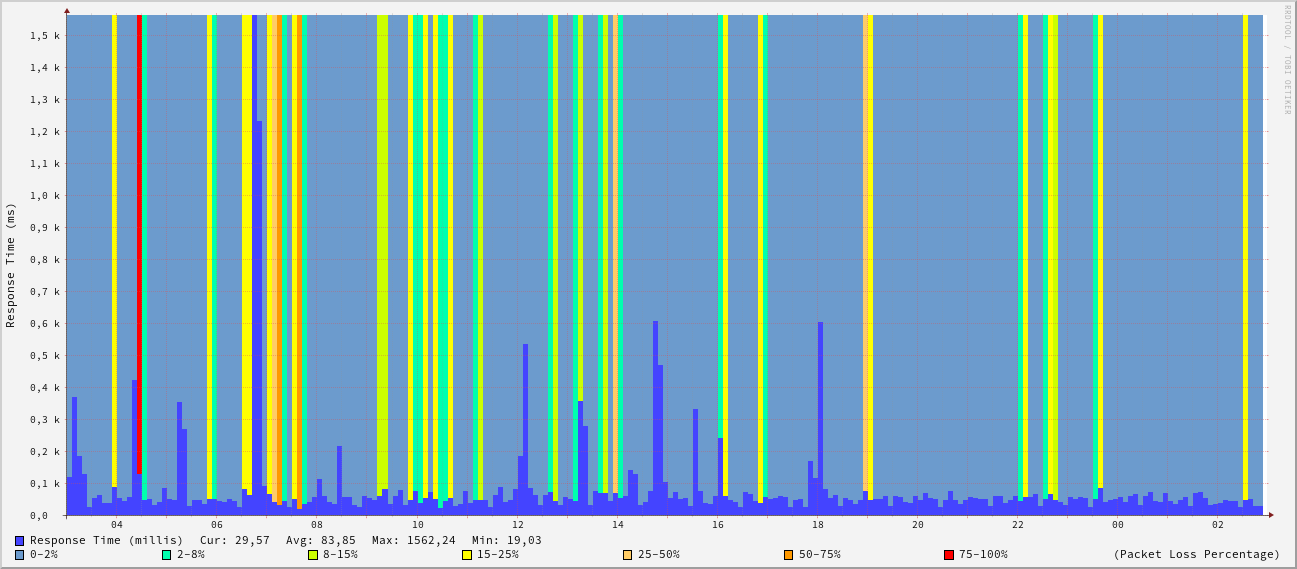 RRDTOOL / TOBI OETIKER
Response Time (ms)
1,5 k
1,4 k
1,3 k
1,2 k
1,1 k
1,0 k
0,9 k
0,8 k
0,7 k
0,6 k
0,5 k
0,4 k
0,3 k
0,2 k
0,1 k
0,0
04 06 08 10 12 14 16 18 20 22 00 02
Response Time (millis) Cur: 29,57 Avg: 83,85 Max: 1562,24 Min: 19,03
0-2% 2-8% 8-15% 15-25% 25-50% 50-75% 75-100% (Packet Loss Percentage)